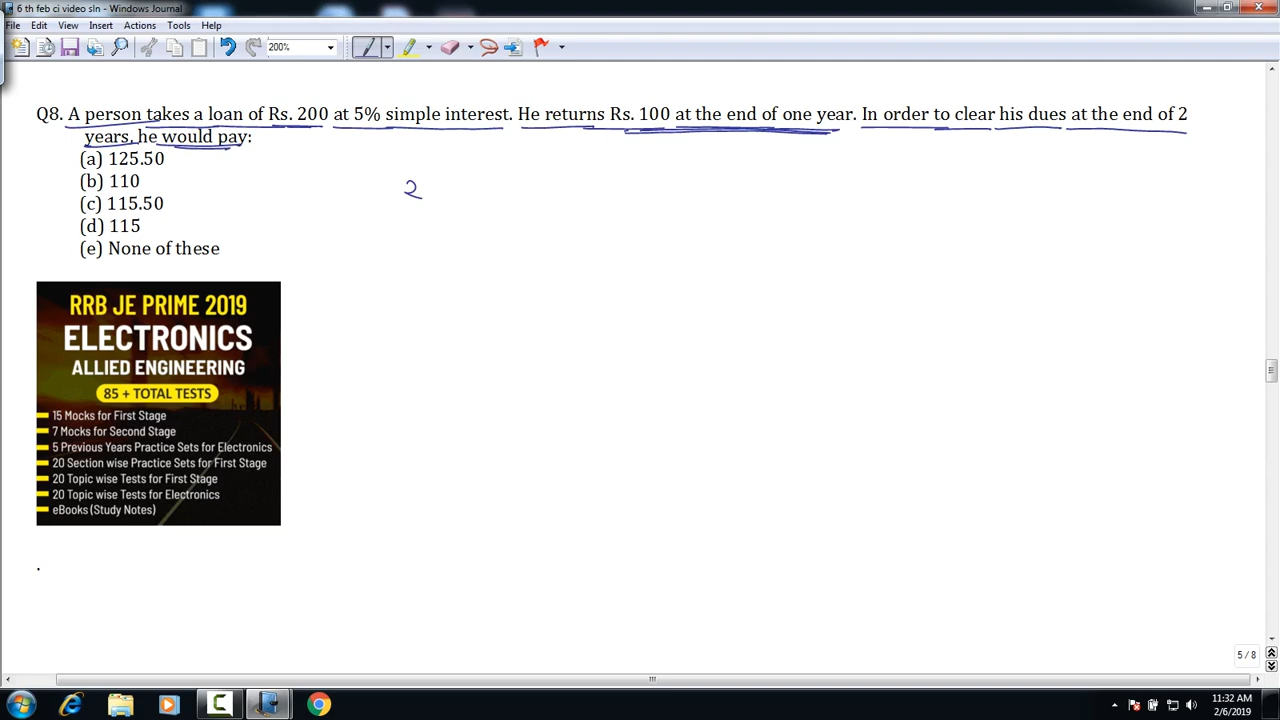 6 th feb ci video sln - Windows Journal
File Edit View Insert Actions Tools Help
200%
Q8. A person takes a loan of Rs. 200 at 5% simple interest. He returns Rs. 100 at the end of one year. In order to clear his dues at the end of 2
years, he would pay:
(a) 125.50
(b) 110
(c) 115.50
(d) 115
(e) None of these
2
RRB JE PRIME 2019
ELECTRONICS
ALLIED ENGINEERING
85 + TOTAL TESTS
15 Mocks for First Stage
7 Mocks for Second Stage
5 Previous Years Practice Sets for Electronics
20 Section wise Practice Sets for First Stage
20 Topic wise Tests for First Stage
20 Topic wise Tests for Electronics
eBooks (Study Notes)
.
5 / 8
11:32 AM
2/6/2019